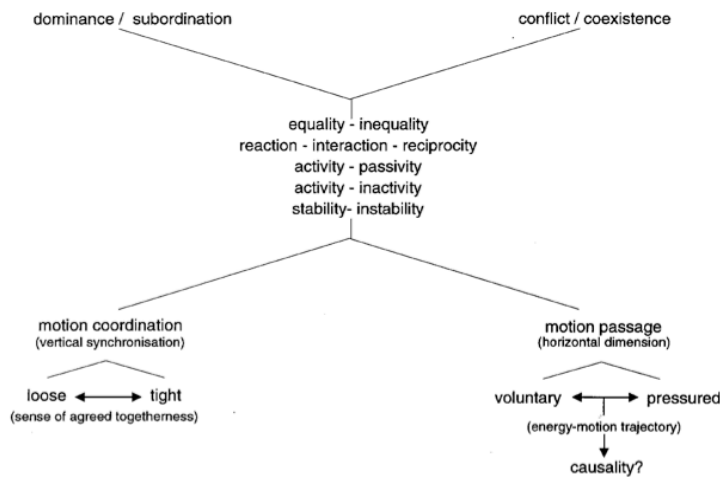 dominance / subordination
conflict / coexistence
equality - inequality
reaction - interaction - reciprocity
activity - passivity
activity - inactivity
stability- instability
motion coordination
(vertical synchronisation)
motion passage
(horizontal dimension)
loose
tight
(sense of agreed togetherness)
voluntary
pressured
(energy-motion trajectory)
causality?